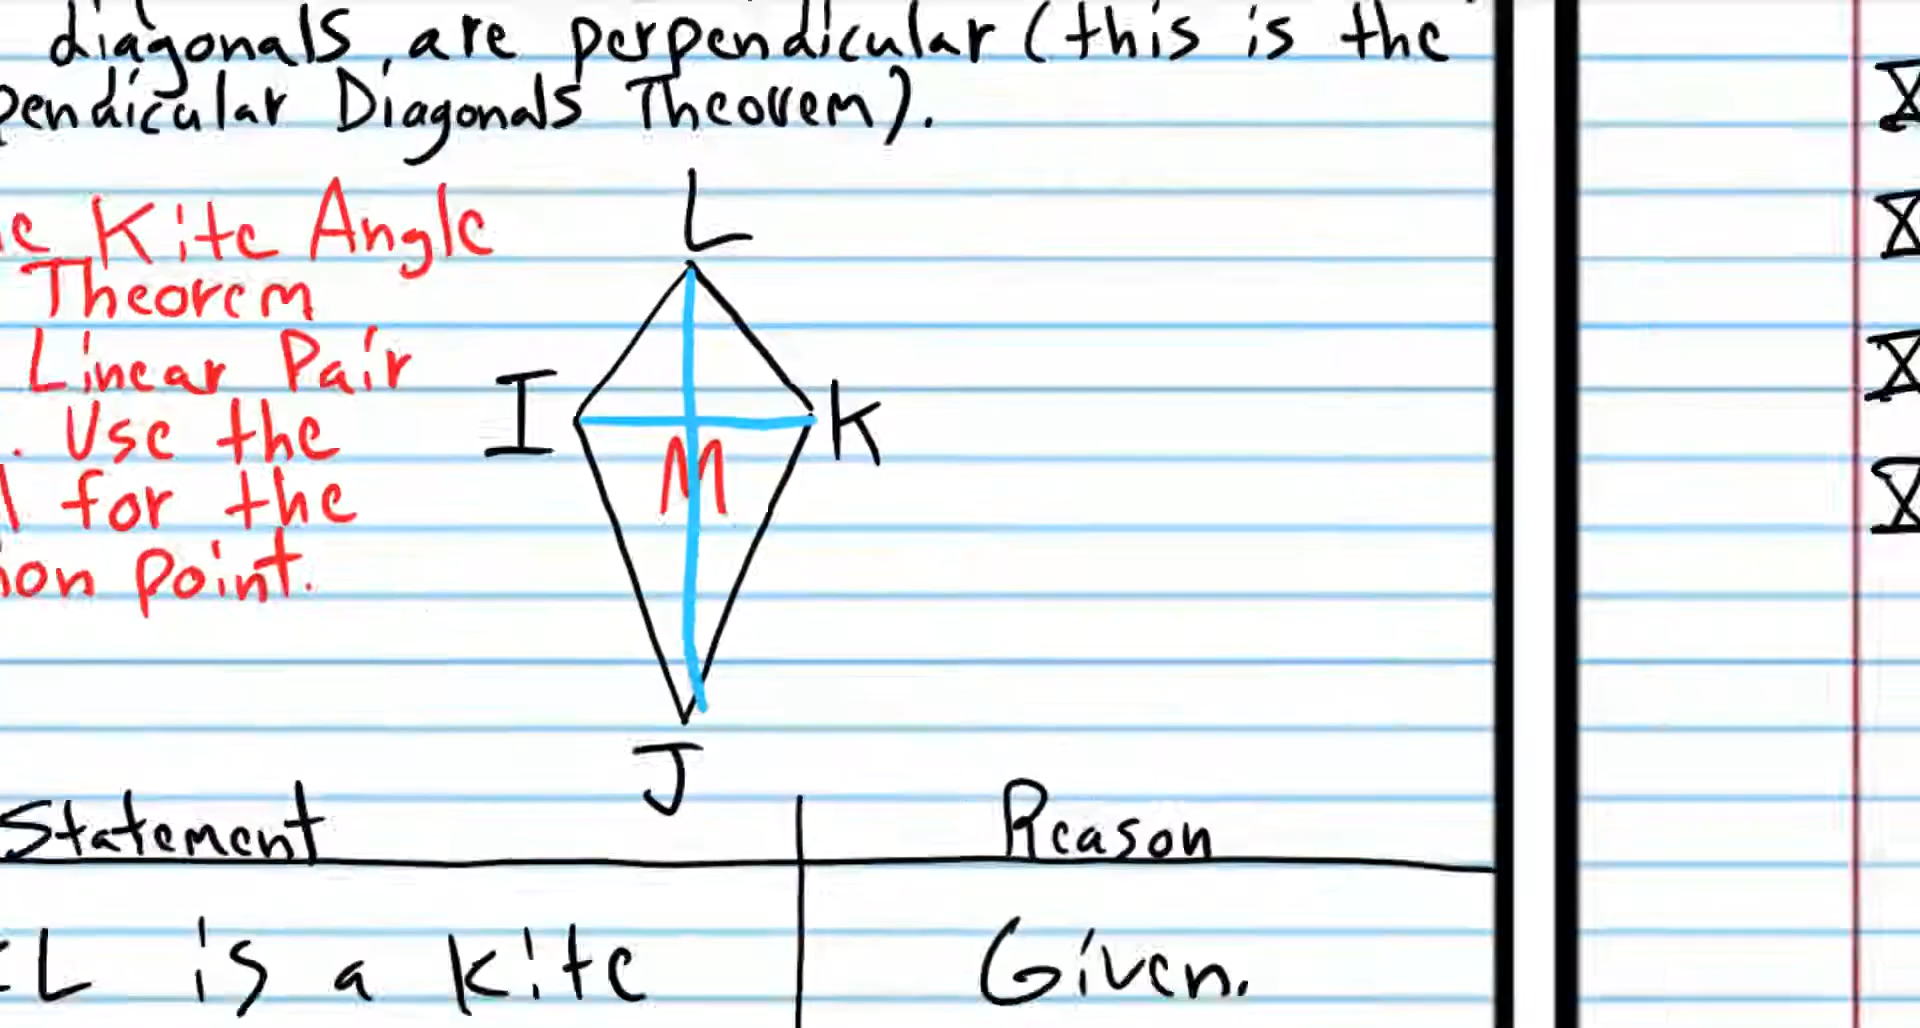 diagonals are perpendicular (this is the
pendicular Diagonals Theorem).
Kite Angle
Theorem
Linear Pair
. Use the
for the
point.
L
I
K
M
J
Statement
Reason
L is a kite
Given.